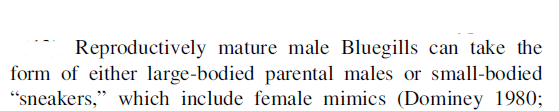 Reproductively mature male Bluegills can take the
form of either large-bodied parental males or small-bodied
“sneakers,” which include female mimics (Dominey 1980;